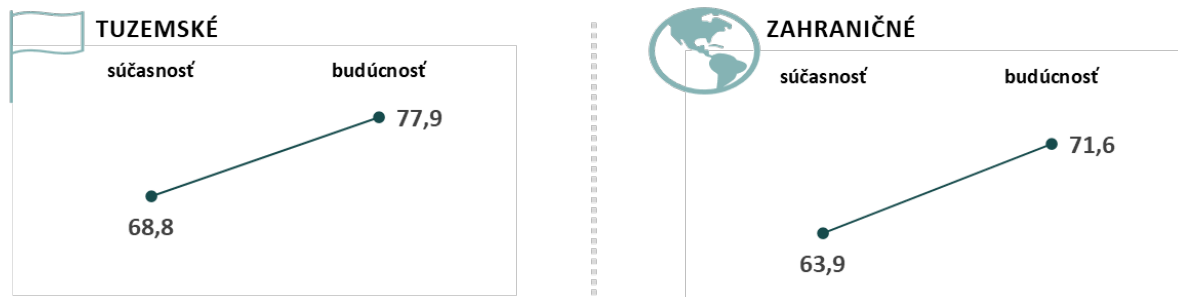 TUZEMSKÉ
súčasnosť budúcnosť
77,9
68,8
ZAHRANIČNÉ
súčasnosť budúcnosť
71,6
63,9